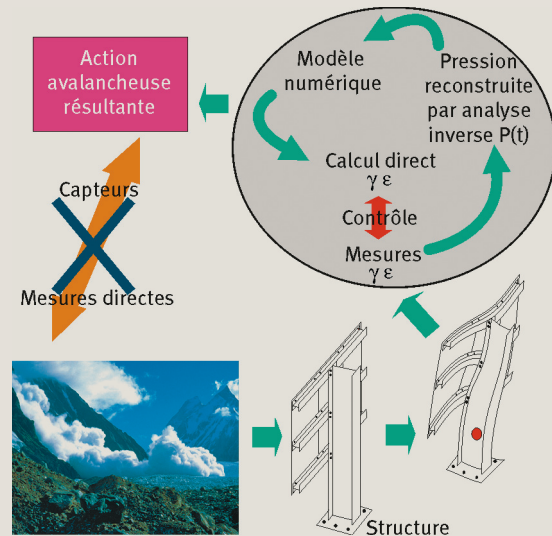 Action
avalancheuse
résultante
Modèle
numérique
Pression
reconstruite
par analyse
inverse P(t)
Calcul direct
γ ε
Contrôle
Mesures
γ ε
Capteurs
Mesures directes
Structure